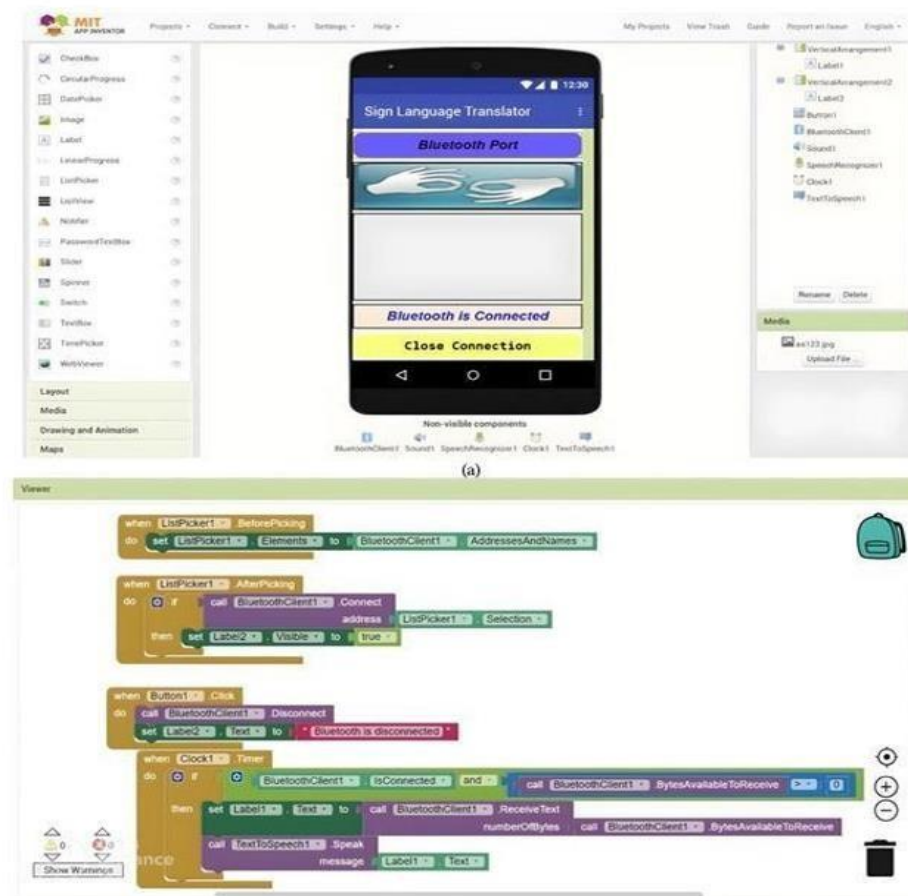 MIT
APP INVENTOR
Projects
Connect
Build
Settings
Help
My Projects
View Trash
Guide
Report an Issue
English
CheckBox
CircularProgress
DatePicker
Image
Label
LinearProgress
ListPicker
ListView
Notifier
PasswordTextBox
Slider
Spinner
Switch
TextBox
TimePicker
WebViewer
Layout
Media
Drawing and Animation
Maps
12:30
Sign Language Translator
Bluetooth Port
Bluetooth is Connected
Close Connection
Non-visible components
BluetoothClient1 Sound1 SpeechRecognizer1 Clock1 TextToSpeech1
VerticalArrangement1
Label1
VerticalArrangement2
Button1
BluetoothClient1
Sound1
SpeechRecognizer1
Clock1
TextToSpeech1
Rename Delete
Media
Upload File ...
(a)
Viewer
when ListPicker1 .BeforePicking
do set ListPicker1 . Elements to BluetoothClient1 . AddressesAndNames
when ListPicker1 .AfterPicking
do if call BluetoothClient1 .Connect
address ListPicker1 . Selection
then set Label2 . Visible to true
when Button1 .Click
do call BluetoothClient1 .Disconnect
set Label2 . Text to " Bluetooth is disconnected "
when Clock1 .Timer
do if BluetoothClient1 . IsConnected and call BluetoothClient1 .BytesAvailableToReceive > 0
then set Label1 . Text to call BluetoothClient1 .ReceiveText
numberOfBytes call BluetoothClient1 .BytesAvailableToReceive
call TextToSpeech1 .Speak
message Label1 . Text
0 0
Show Warnings